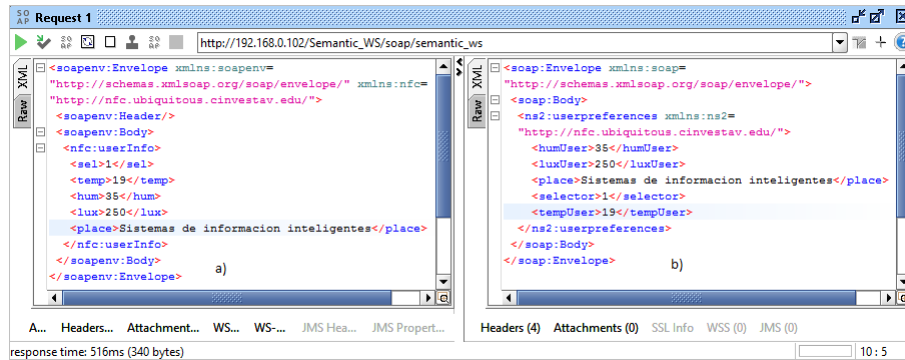 SO
AP Request 1
http://192.168.0.102/Semantic_WS/soap/semantic_ws
XML
Raw
<soapenv:Envelope xmlns:soapenv=
"http://schemas.xmlsoap.org/soap/envelope/" xmlns:nfc=
"http://nfc.ubiquitous.cinvestav.edu/">
<soapenv:Header/>
<soapenv:Body>
<nfc:userInfo>
<sel>1</sel>
<temp>19</temp>
<hum>35</hum>
<lux>250</lux>
<place>Sistemas de informacion inteligentes</place>
</nfc:userInfo>
</soapenv:Body>
</soapenv:Envelope>
a)
XML
Raw
<soap:Envelope xmlns:soap=
"http://schemas.xmlsoap.org/soap/envelope/">
<soap:Body>
<ns2:userpreferences xmlns:ns2=
"http://nfc.ubiquitous.cinvestav.edu/">
<humUser>35</humUser>
<luxUser>250</luxUser>
<place>Sistemas de informacion inteligentes</place>
<selector>1</selector>
<tempUser>19</tempUser>
</ns2:userpreferences>
</soap:Body>
</soap:Envelope>
b)
A... Headers... Attachment... WS... WS-... JMS Hea... JMS Propert...
Headers (4) Attachments (0) SSL Info WSS (0) JMS (0)
response time: 516ms (340 bytes)
10 : 5